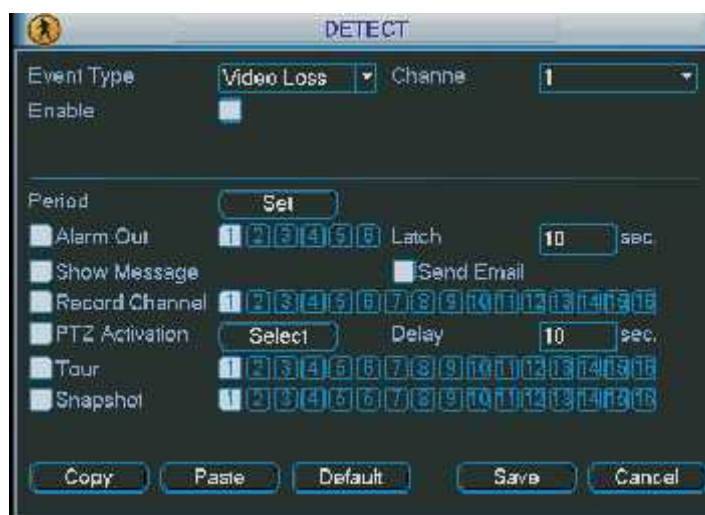 DETECT
Event Type Video Loss Channe 1
Enable
Period Set
Alarm Out 1 2 3 4 5 6 Latch 10 sec.
Show Message Send Email
Record Channel 1 2 3 4 5 6 7 8 9 10 11 12 13 14 15 16
PTZ Activation Select Delay 10 sec.
Tour 1 2 3 4 5 6 7 8 9 10 11 12 13 14 15 16
Snapshot 1 2 3 4 5 6 7 8 9 10 11 12 13 14 15 16
Copy Paste Default Save Cancel